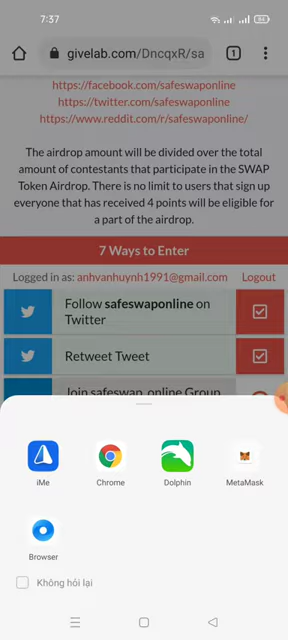 7:37
givelab.com/DncqxR/sa
1
https://facebook.com/safeswaponline
https://twitter.com/safeswaponline
https://www.reddit.com/r/safeswaponline/
The airdrop amount will be divided over the total
amount of contestants that participate in the SWAP
Token Airdrop. There is no limit to users that sign up
everyone that has received 4 points will be eligible for
a part of the airdrop.
7 Ways to Enter
Logged in as: anhvanhuynh1991@gmail.com Logout
Follow safeswaponline on
Twitter
Retweet Tweet
Join safeswap online Group
iMe Chrome Dolphin MetaMask
Browser
Không hỏi lại